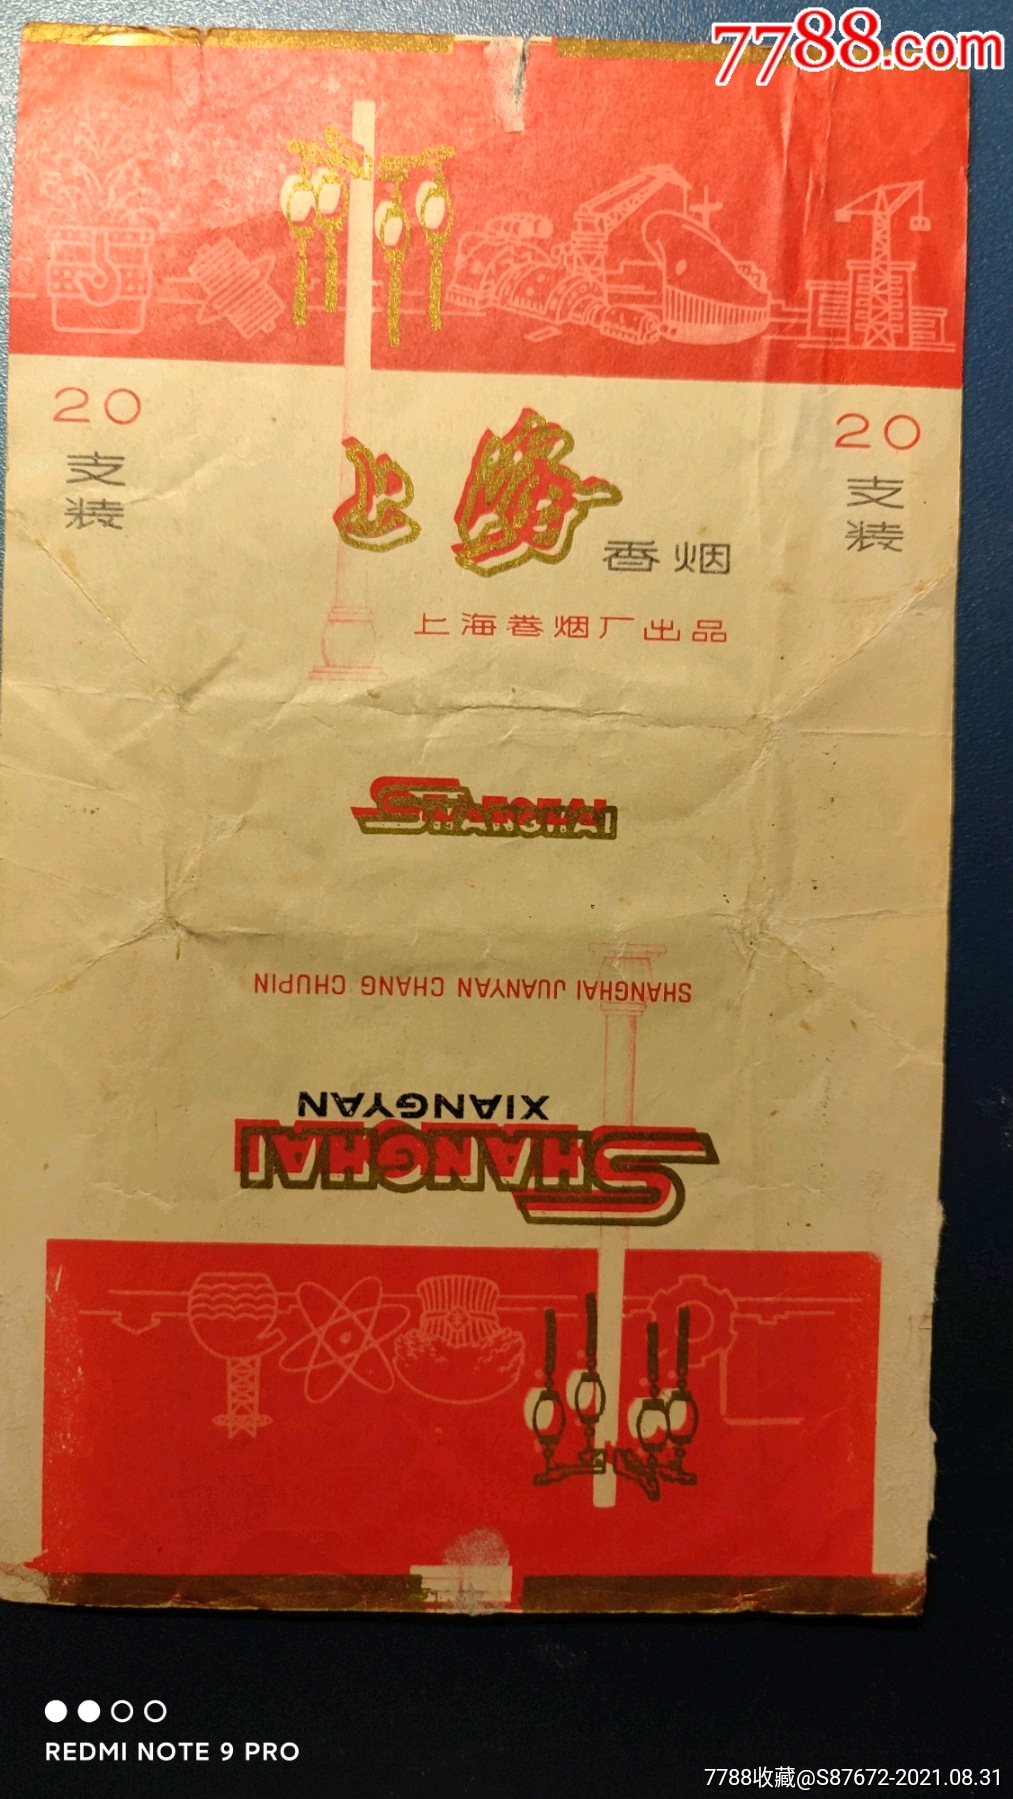 7788.com
20
支
装
20
支
装
上海
香烟
上海卷烟厂出品
SHANGHAI
SHANGHAI JUANYAN CHANG CHUPIN
XIANGYAN
SHANGHAI
REDMI NOTE 9 PRO
7788收藏@S87672-2021.08.31